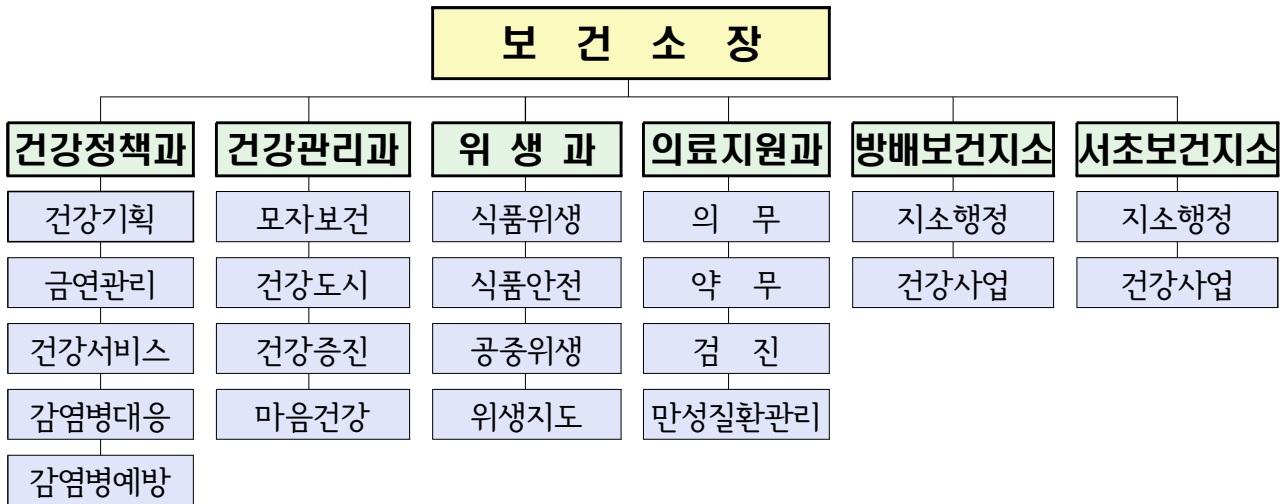 보 건 소 장
건강정책과 건강관리과 위 생 과 의료지원과 방배보건지소 서초보건지소
건강기획 모자보건 식품위생 의 무 지소행정 지소행정
금연관리 건강도시 식품안전 약 무 건강사업 건강사업
건강서비스 건강증진 공중위생 검 진
감염병대응 마음건강 위생지도 만성질환관리
감염병예방